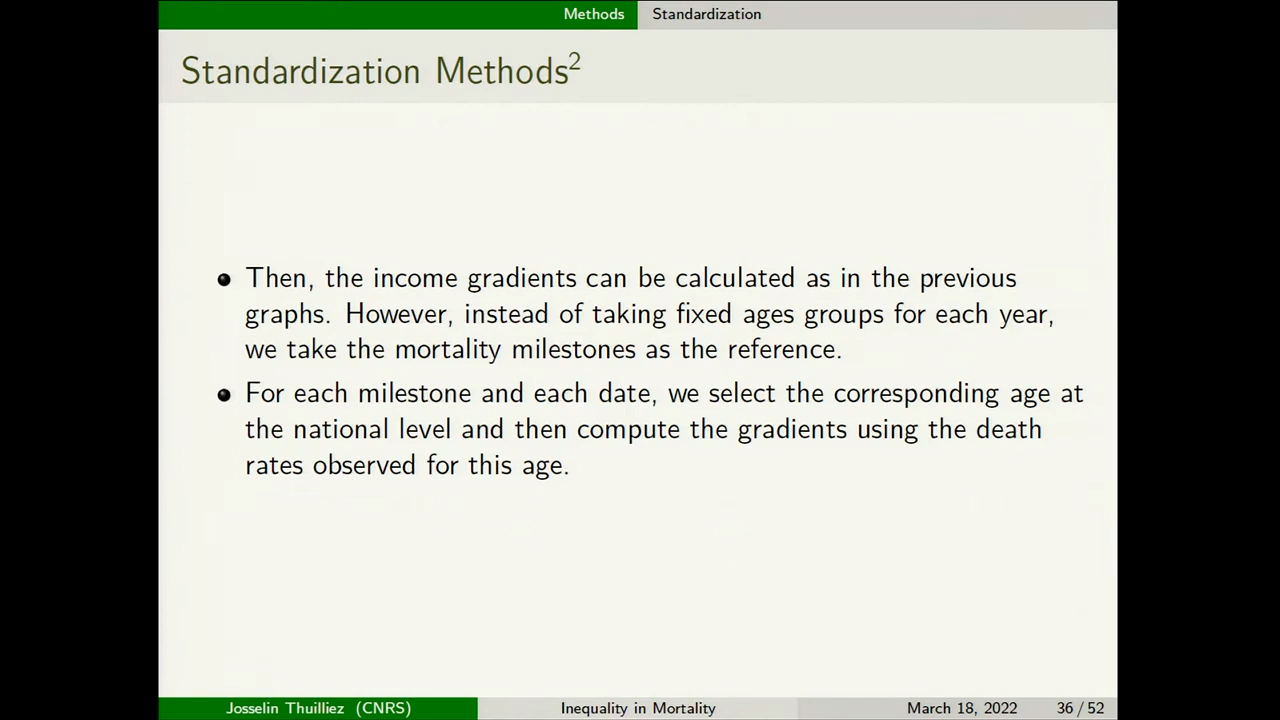 Methods Standardization
Standardization Methods²
Then, the income gradients can be calculated as in the previous
graphs. However, instead of taking fixed ages groups for each year,
we take the mortality milestones as the reference.
For each milestone and each date, we select the corresponding age at
the national level and then compute the gradients using the death
rates observed for this age.
Josselin Thuilliez (CNRS) Inequality in Mortality March 18, 2022 36 / 52